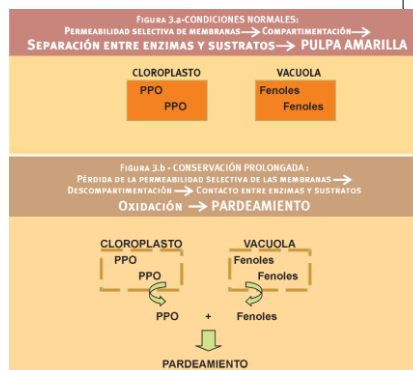 FIGURA 3.a-CONDICIONES NORMALES:
PERMEABILIDAD SELECTIVA DE MEMBRANAS → COMPARTIMENTACIÓN →
SEPARACIÓN ENTRE ENZIMAS Y SUSTRATOS → PULPA AMARILLA
CLOROPLASTO VACUOLA
PPO Fenoles
PPO Fenoles
FIGURA 3.b - CONSERVACIÓN PROLONGADA :
PÉRDIDA DE LA PERMEABILIDAD SELECTIVA DE LAS MEMBRANAS →
DESCOMPARTIMENTACIÓN → CONTACTO ENTRE ENZIMAS Y SUSTRATOS
OXIDACIÓN → PARDEAMIENTO
CLOROPLASTO VACUOLA
PPO Fenoles
PPO Fenoles
PPO + Fenoles
PARDEAMIENTO